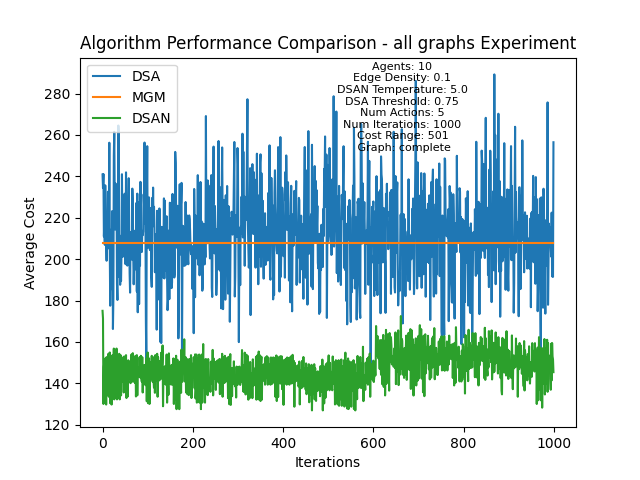 Algorithm Performance Comparison - all graphs Experiment
DSA
MGM
DSAN
Agents: 10
Edge Density: 0.1
DSAN Temperature: 5.0
DSA Threshold: 0.75
Num Actions: 5
Num Iterations: 1000
Cost Range: 501
Graph: complete
Average Cost
280
260
240
220
200
180
160
140
120
0 200 400 600 800 1000
Iterations